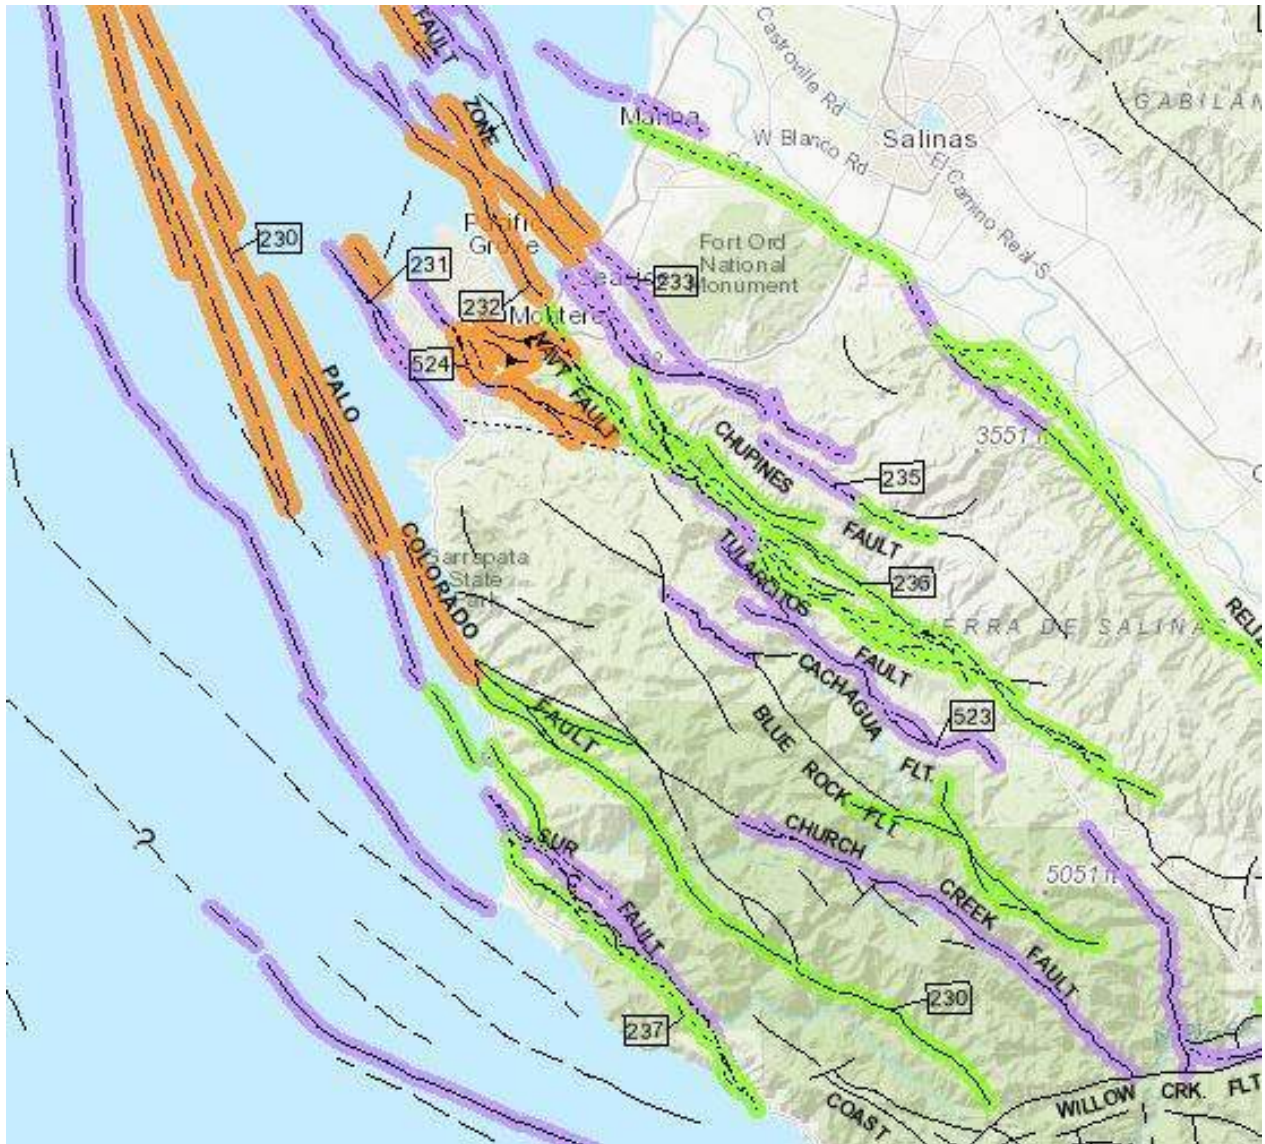 FAULT
ZONE
Castroville Rd
GABILAN
Marina
W Blanco Rd
Salinas
El Camino Real S
G17
Pacific
Grove
230
231
Fort Ord
National
Monument
Seaside
233
232
Monterey
524
NAVY FAULT
PALO
COLORADO
FAULT
3551 ft
CHUPINES
FAULT
235
Garrapata
State
Park
TULARCITOS
FAULT
236
SIERRA DE SALINAS
RELIZ
CACHAGUA
FLT.
523
BLUE ROCK FLT.
?
SUR
FAULT
CHURCH
CREEK
FAULT
5051 ft
230
237
WILLOW CRK. FLT
COAST